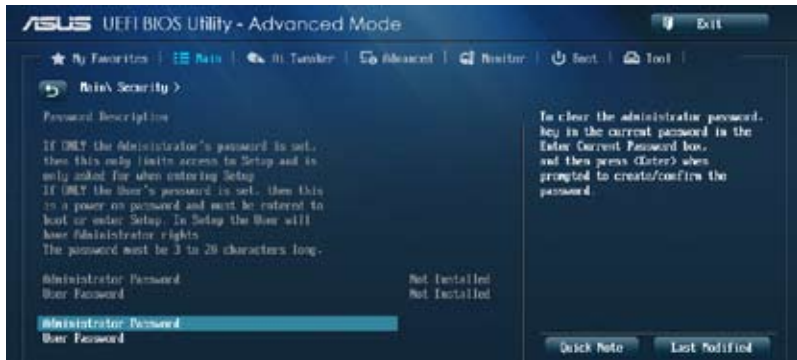 ASUS UEFI BIOS Utility - Advanced Mode
Exit
My Favorites | Main | Ai Tweaker | Advanced | Monitor | Boot | Tool
Main\ Security >
Password Description
If ONLY the Administrator's password is set,
then this only limits access to Setup and is
only asked for when entering Setup
If ONLY the User's password is set, then this
is a power on password and must be entered to
boot or enter Setup. In Setup the User will
have Administrator rights
The password must be 3 to 20 characters long.
Administrator Password Not Installed
User Password Not Installed
Administrator Password
User Password
To clear the administrator password,
key in the current password in the
Enter Current Password box,
and then press <Enter> when
prompted to create/confirm the
password.
Quick Note
Last Modified